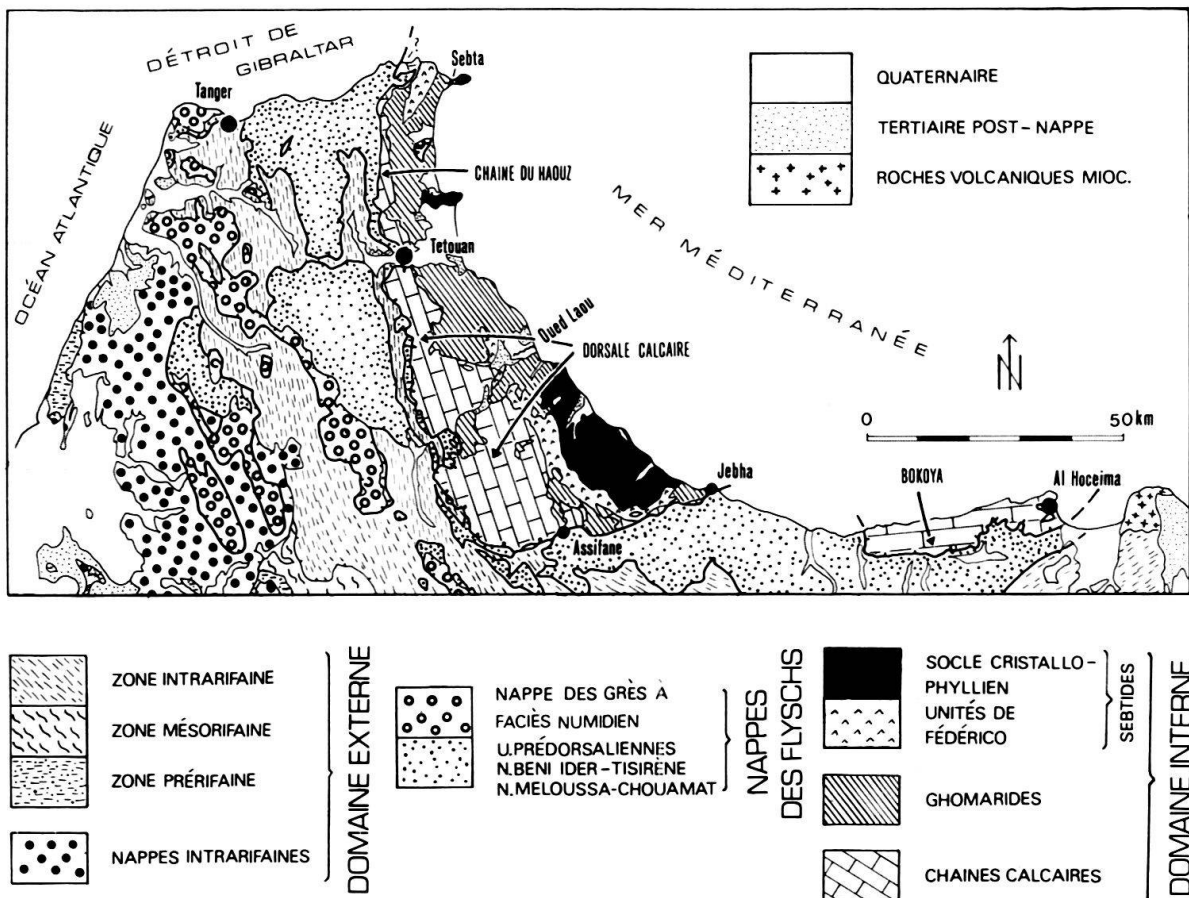 DÉTROIT DE
GIBRALTAR
Sebta
Tanger
OCÉAN ATLANTIQUE
CHAINE DU HAOUZ
Tetouan
MER MÉDITERRANÉE
Oued Laou
DORSALE CALCAIRE
Jebha
Assifane
BOKOYA
Al Hoceima
N
0 50 km
QUATERNAIRE
TERTIAIRE POST-NAPPE
ROCHES VOLCANIQUES MIOC.
ZONE INTRARIFAINE
ZONE MÉSORIFAINE
ZONE PRÉRIFAINE
NAPPES INTRARIFAINES
DOMAINE EXTERNE
NAPPE DES GRÈS À
FACIÈS NUMIDIEN
U.PRÉDORSALIENNES
N.BENI IDER-TISIRÈNE
N.MELOUSSA-CHOUAMAT
NAPPES
DES FLYSCHS
SOCLE CRISTALLO-
PHYLLIEN
UNITÉS DE
FÉDÉRICO
SEBTIDES
GHOMARIDES
CHAINES CALCAIRES
DOMAINE INTERNE